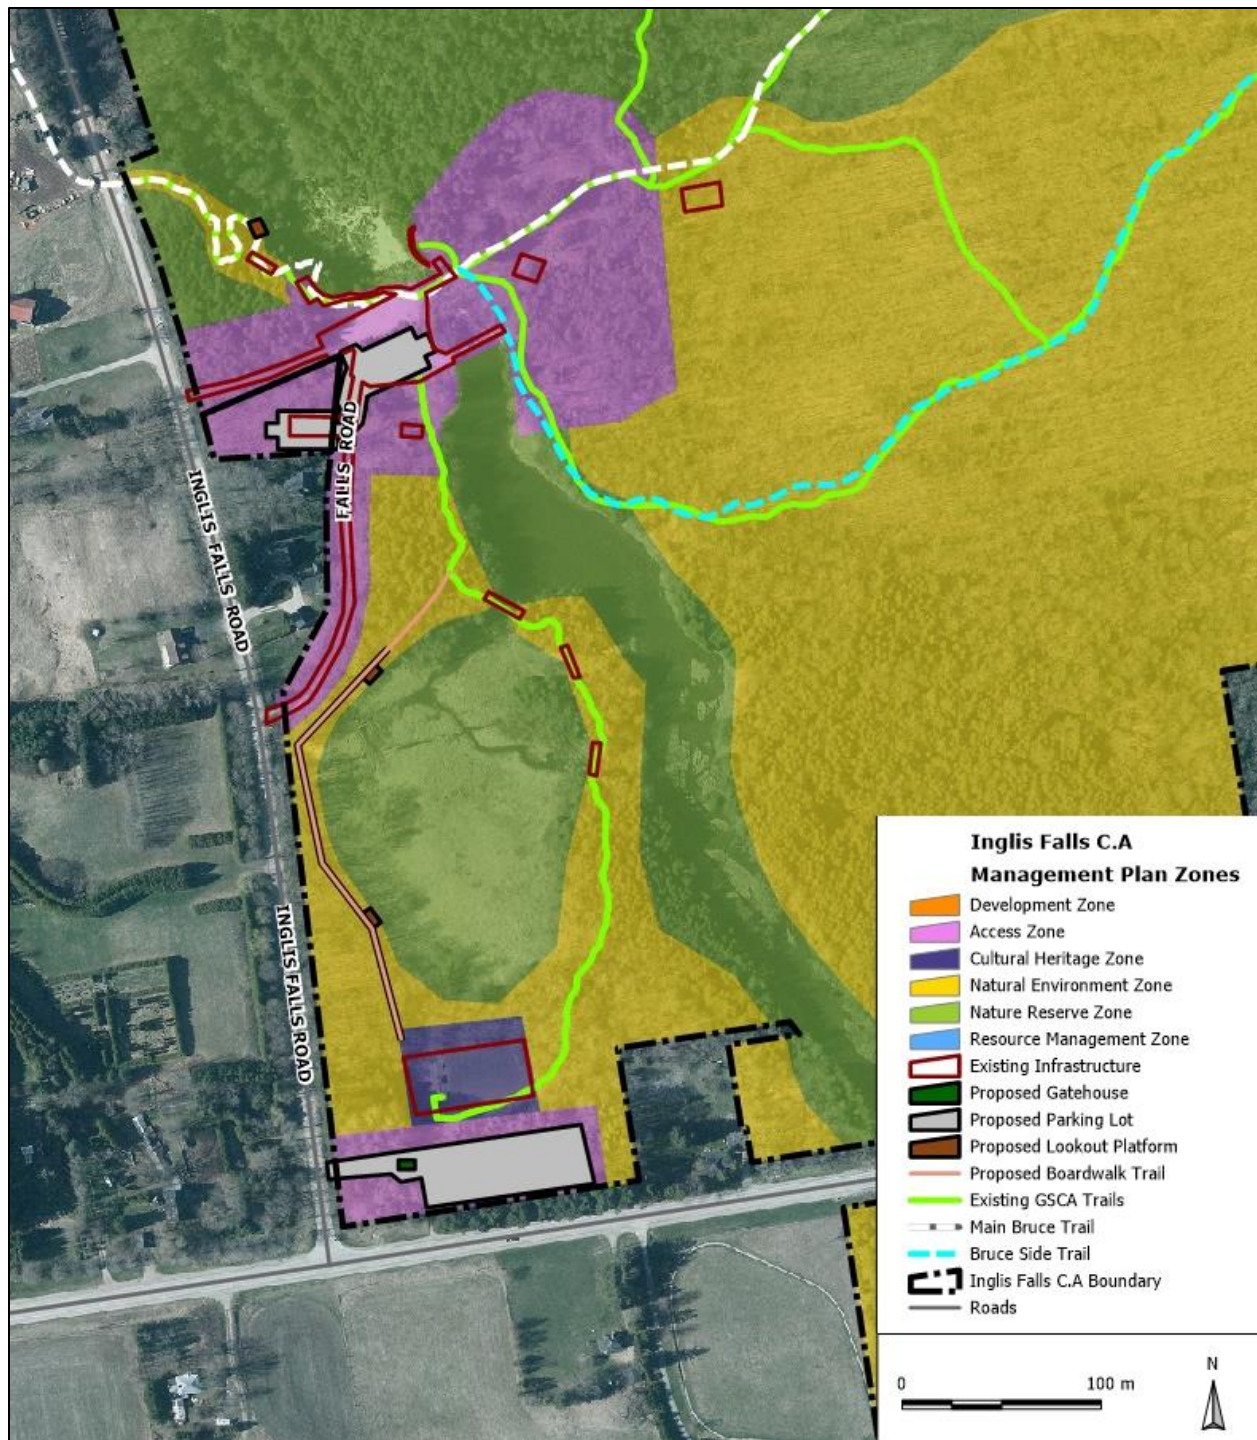 FALLS ROAD
INGLIS FALLS ROAD
INGLIS FALLS ROAD
Inglis Falls C.A
Management Plan Zones
Development Zone
Access Zone
Cultural Heritage Zone
Natural Environment Zone
Nature Reserve Zone
Resource Management Zone
Existing Infrastructure
Proposed Gatehouse
Proposed Parking Lot
Proposed Lookout Platform
Proposed Boardwalk Trail
Existing GSCA Trails
Main Bruce Trail
Bruce Side Trail
Inglis Falls C.A Boundary
Roads
0 100 m
N